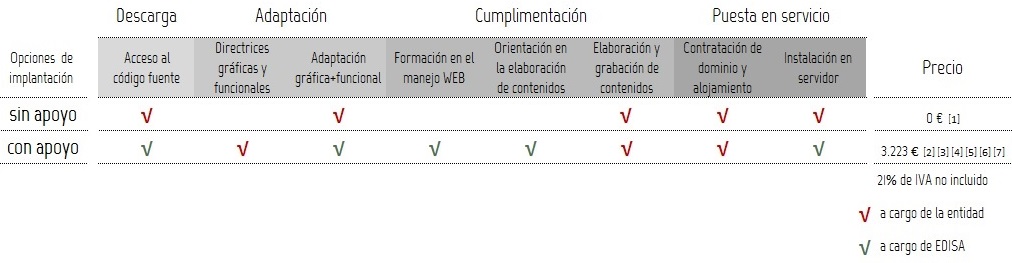 Descarga Adaptación Cumplimentación Puesta en servicio
Opciones de implantación
Acceso al código fuente
Directrices gráficas y funcionales
Adaptación gráfica+funcional
Formación en el manejo WEB
Orientación en la elaboración de contenidos
Elaboración y grabación de contenidos
Contratación de dominio y alojamiento
Instalación en servidor
Precio
sin apoyo √ √ √ √ √ 0 € [1]
con apoyo √ √ √ √ √ √ √ √ 3.223 € [2] [3] [4] [5] [6] [7]
21% de IVA no incluido
√ a cargo de la entidad
√ a cargo de EDISA